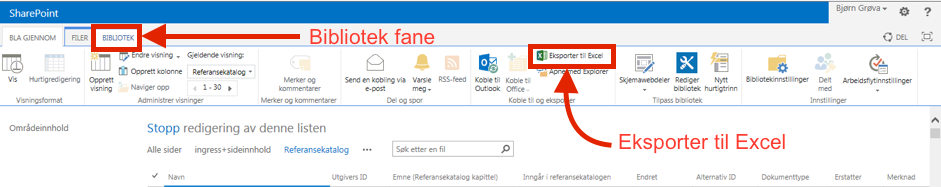 SharePoint
Bjørn Grøva
BLA GJENNOM FILER BIBLIOTEK
Bibliotek fane
DEL
Vis
Hurtigredigering
Opprett visning
Endre visning
Opprett kolonne
Naviger opp
Gjeldende visning:
Referansekatalog
1 - 30
Merker og kommentarer
Send en kobling via e-post
Varsle meg
RSS-feed
Koble til Outlook
Koble til Office
Eksporter til Excel
Åpne med Explorer
Skjemawebdeler
Rediger bibliotek
Nytt hurtigtrinn
Bibliotekinnstillinger
Delt med
Arbeidsflytinnstillinger
Visningsformat
Administrer visninger
Merker og kommentarer
Del og spor
Koble til og eksporter
Tilpass bibliotek
Innstillinger
Eksporter til Excel
Områdeinnhold
Stopp redigering av denne listen
Alle sider ingress+sideinnhold Referansekatalog ••• Søk etter en fil
Navn Utgivers ID Emne (Referansekatalog kapittel) Inngår i referansekatalogen Endret Alternativ ID Dokumenttype Erstatter Merknad